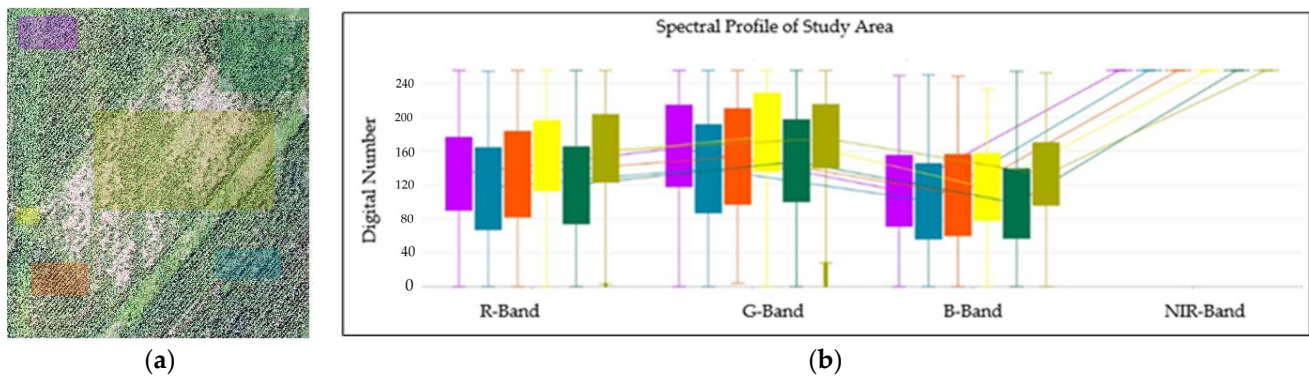 Spectral Profile of Study Area
Digital Number
240
200
160
120
80
40
0
R-Band
G-Band
B-Band
NIR-Band
(a)
(b)